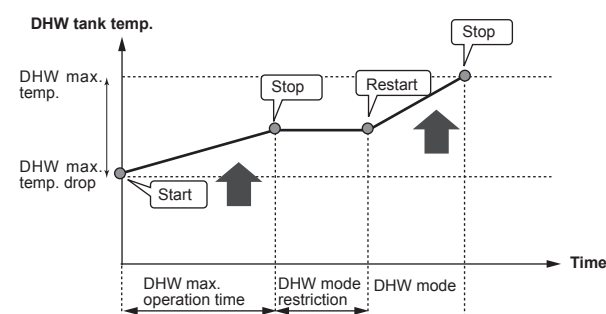 DHW tank temp.
Stop
DHW max.
temp.
Stop
Restart
DHW max.
temp. drop
Start
Time
DHW max.
operation time
DHW mode
restriction
DHW mode